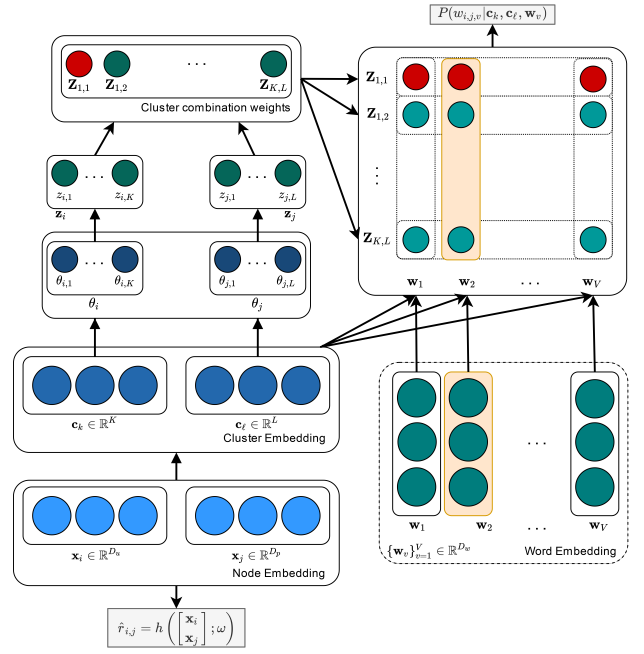 P(w_{i,j,v}|c_k, c_ℓ, w_v)
Z_{1,1} Z_{1,2} ... Z_{K,L}
Cluster combination weights
Z_{1,1}
Z_{1,2}
⋮
Z_{K,L}
w_1 w_2 ... w_V
z_{i,1} ... z_{i,K}
z_i
z_{j,1} ... z_{j,L}
z_j
θ_{i,1} ... θ_{i,K}
θ_i
θ_{j,1} ... θ_{j,L}
θ_j
c_k ∈ ℝ^K
c_ℓ ∈ ℝ^L
Cluster Embedding
...
w_1 w_2 ... w_V
{w_v}_{v=1}^V ∈ ℝ^{D_w}
Word Embedding
x_i ∈ ℝ^{D_u}
x_j ∈ ℝ^{D_p}
Node Embedding
r̂_{i,j} = h([x_i x_j]; ω)